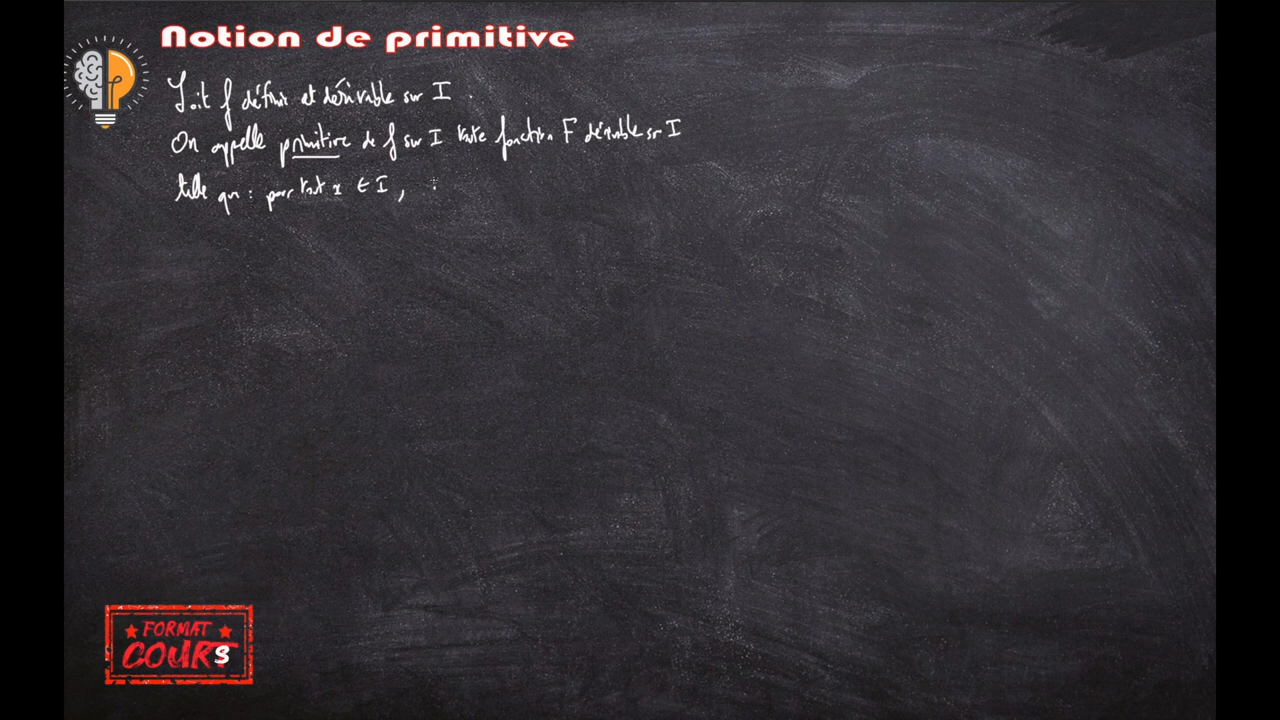 Notion de primitive
Soit f définie et dérivable sur I.
On appelle primitive de f sur I toute fonction F dérivable sur I
telle que : pour tout x ∈ I,
FORMAT
COURS